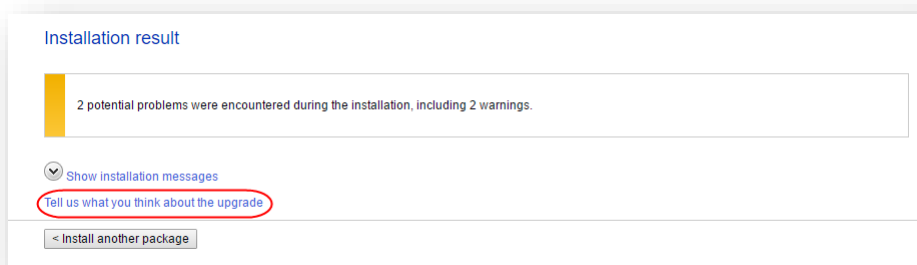 Installation result
2 potential problems were encountered during the installation, including 2 warnings.
Show installation messages
Tell us what you think about the upgrade
< Install another package